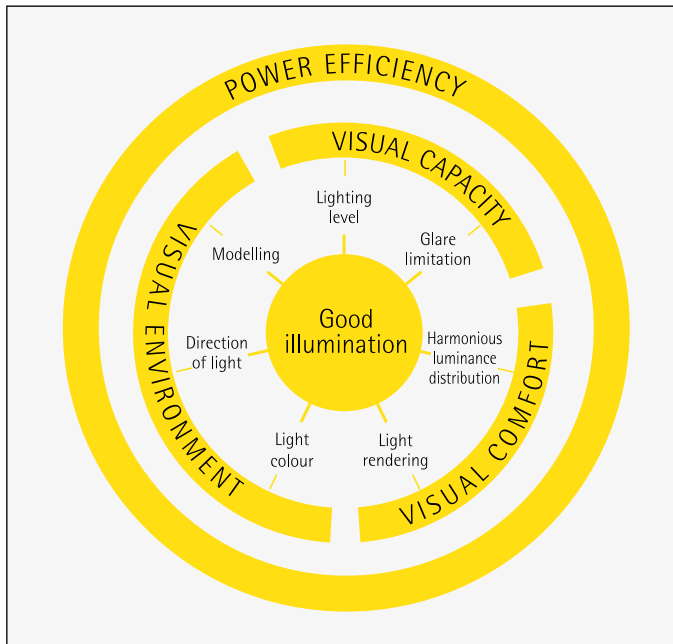 POWER EFFICIENCY
VISUAL CAPACITY
Lighting
level
Glare
limitation
Modelling
VISUAL ENVIRONMENT
Good
illumination
Direction
of light
Harmonious
luminance
distribution
VISUAL COMFORT
Light
colour
Light
rendering